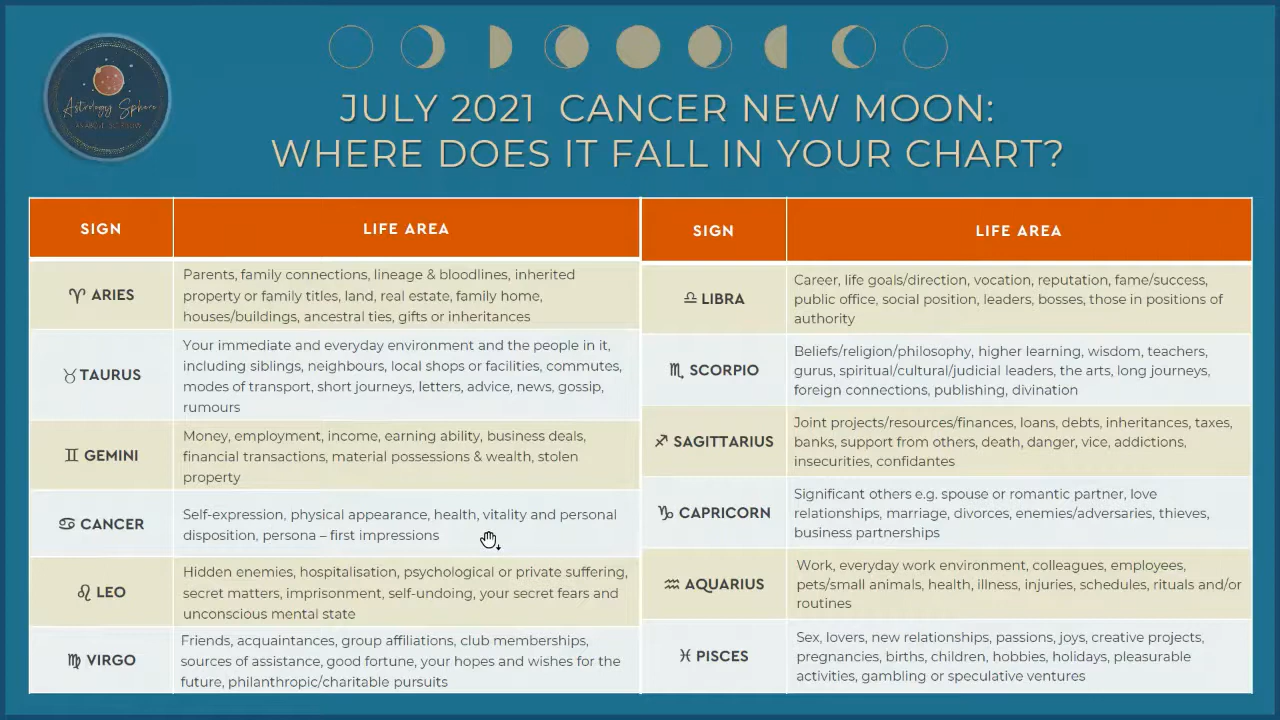 Astrology Sphere
AS ABOVE, SO BELOW
JULY 2021 CANCER NEW MOON:
WHERE DOES IT FALL IN YOUR CHART?
SIGN
LIFE AREA
♈ ARIES
Parents, family connections, lineage & bloodlines, inherited
property or family titles, land, real estate, family home,
houses/buildings, ancestral ties, gifts or inheritances
♉ TAURUS
Your immediate and everyday environment and the people in it,
including siblings, neighbours, local shops or facilities, commutes,
modes of transport, short journeys, letters, advice, news, gossip,
rumours
♊ GEMINI
Money, employment, income, earning ability, business deals,
financial transactions, material possessions & wealth, stolen
property
♋ CANCER
Self-expression, physical appearance, health, vitality and personal
disposition, persona – first impressions
♌ LEO
Hidden enemies, hospitalisation, psychological or private suffering,
secret matters, imprisonment, self-undoing, your secret fears and
unconscious mental state
♍ VIRGO
Friends, acquaintances, group affiliations, club memberships,
sources of assistance, good fortune, your hopes and wishes for the
future, philanthropic/charitable pursuits
SIGN
LIFE AREA
♎ LIBRA
Career, life goals/direction, vocation, reputation, fame/success,
public office, social position, leaders, bosses, those in positions of
authority
♏ SCORPIO
Beliefs/religion/philosophy, higher learning, wisdom, teachers,
gurus, spiritual/cultural/judicial leaders, the arts, long journeys,
foreign connections, publishing, divination
♐ SAGITTARIUS
Joint projects/resources/finances, loans, debts, inheritances, taxes,
banks, support from others, death, danger, vice, addictions,
insecurities, confidantes
♑ CAPRICORN
Significant others e.g. spouse or romantic partner, love
relationships, marriage, divorces, enemies/adversaries, thieves,
business partnerships
♒ AQUARIUS
Work, everyday work environment, colleagues, employees,
pets/small animals, health, illness, injuries, schedules, rituals and/or
routines
♓ PISCES
Sex, lovers, new relationships, passions, joys, creative projects,
pregnancies, births, children, hobbies, holidays, pleasurable
activities, gambling or speculative ventures